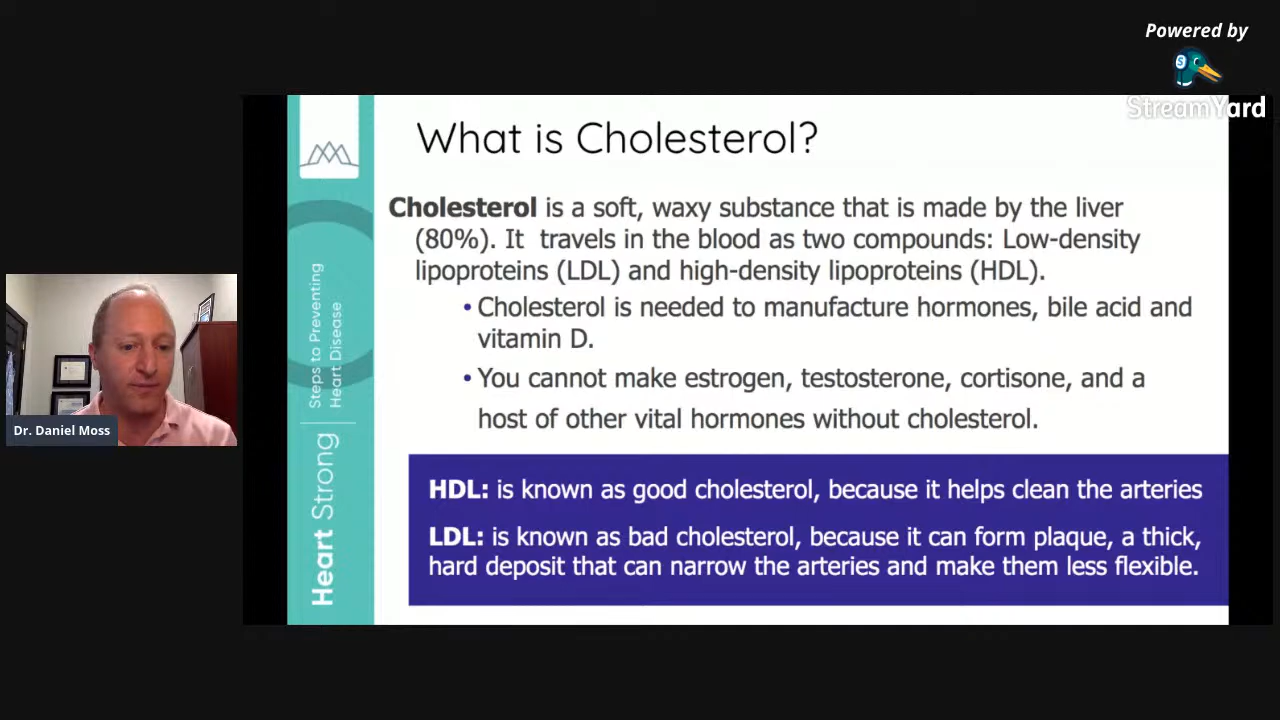 Powered by
StreamYard
What is Cholesterol?
Cholesterol is a soft, waxy substance that is made by the liver
(80%). It travels in the blood as two compounds: Low-density
lipoproteins (LDL) and high-density lipoproteins (HDL).
• Cholesterol is needed to manufacture hormones, bile acid and
vitamin D.
• You cannot make estrogen, testosterone, cortisone, and a
host of other vital hormones without cholesterol.
HDL: is known as good cholesterol, because it helps clean the arteries
LDL: is known as bad cholesterol, because it can form plaque, a thick,
hard deposit that can narrow the arteries and make them less flexible.
Heart Strong
Steps to Preventing
Heart Disease
Dr. Daniel Moss